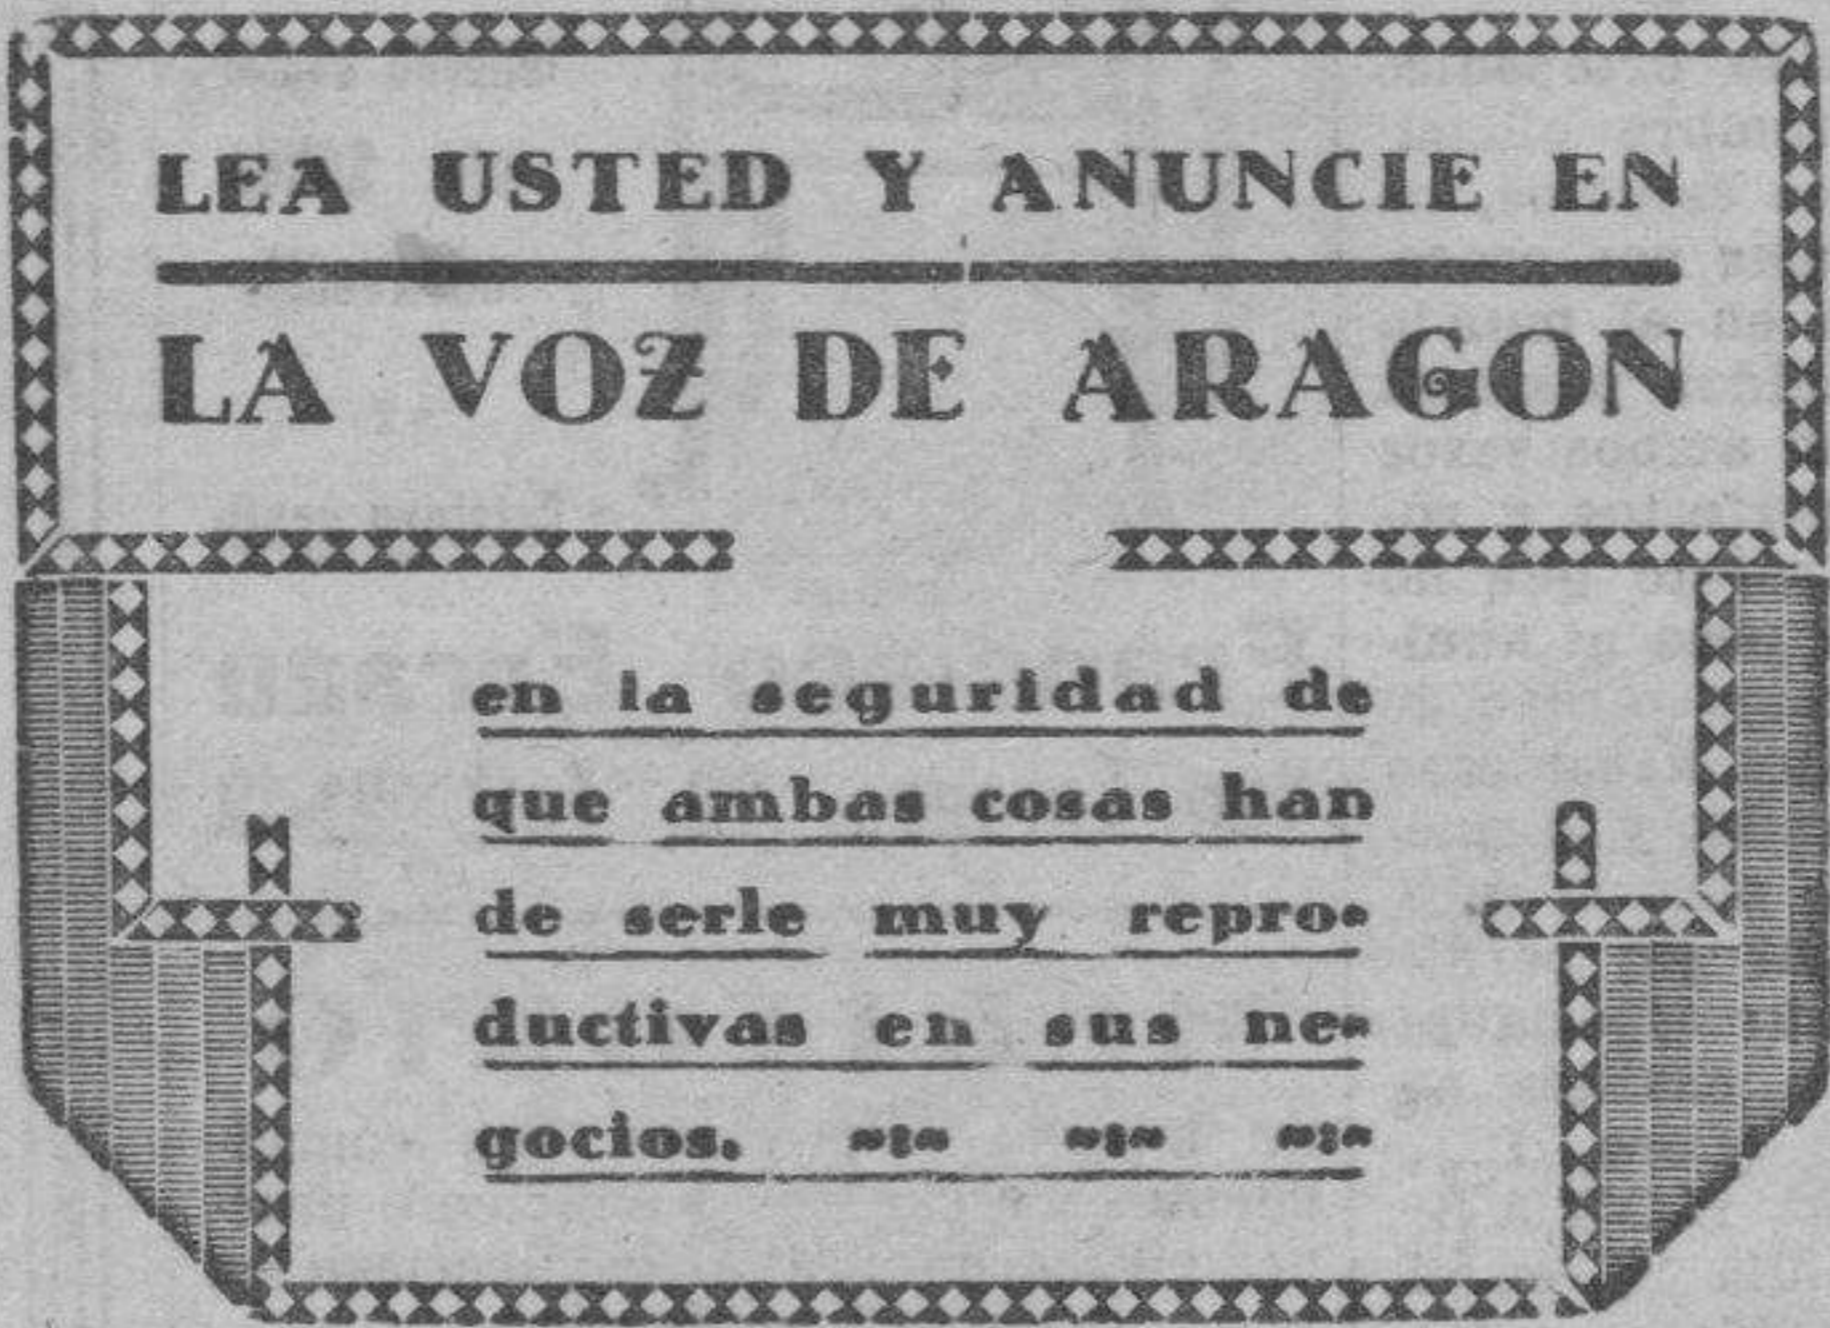 LEA USTED Y ANUNCIE EN
LA VOZ DE ARAGON
en la seguridad de
que ambas cosas han
de serle muy repro-
ductivas en sus ne-
gocios. -:- -:- -:-